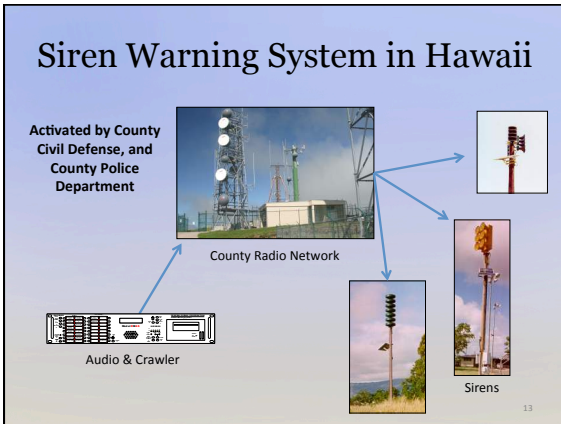 Siren Warning System in Hawaii
Activated by County
Civil Defense, and
County Police
Department
County Radio Network
Audio & Crawler
Sirens
13